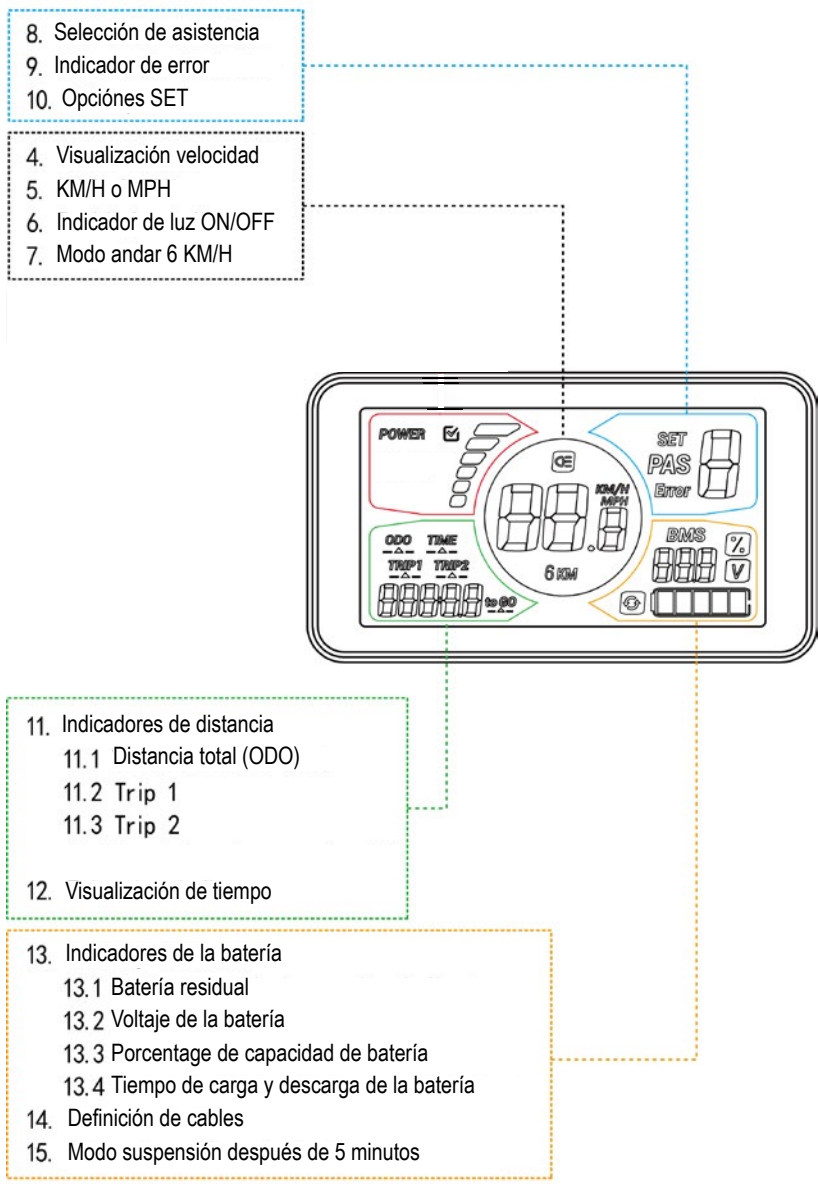 8. Selección de asistencia
9. Indicador de error
10. Opciónes SET
4. Visualización velocidad
5. KM/H o MPH
6. Indicador de luz ON/OFF
7. Modo andar 6 KM/H
POWER
SET
PAS
Error
8
KM/H
MPH
88.8
6 KM
ODO TIME
TRIP1 TRIP2
88888 to GO
BMS
888 %
V
11. Indicadores de distancia
11.1 Distancia total (ODO)
11.2 Trip 1
11.3 Trip 2
12. Visualización de tiempo
13. Indicadores de la batería
13.1 Batería residual
13.2 Voltaje de la batería
13.3 Porcentage de capacidad de batería
13.4 Tiempo de carga y descarga de la batería
14. Definición de cables
15. Modo suspensión después de 5 minutos